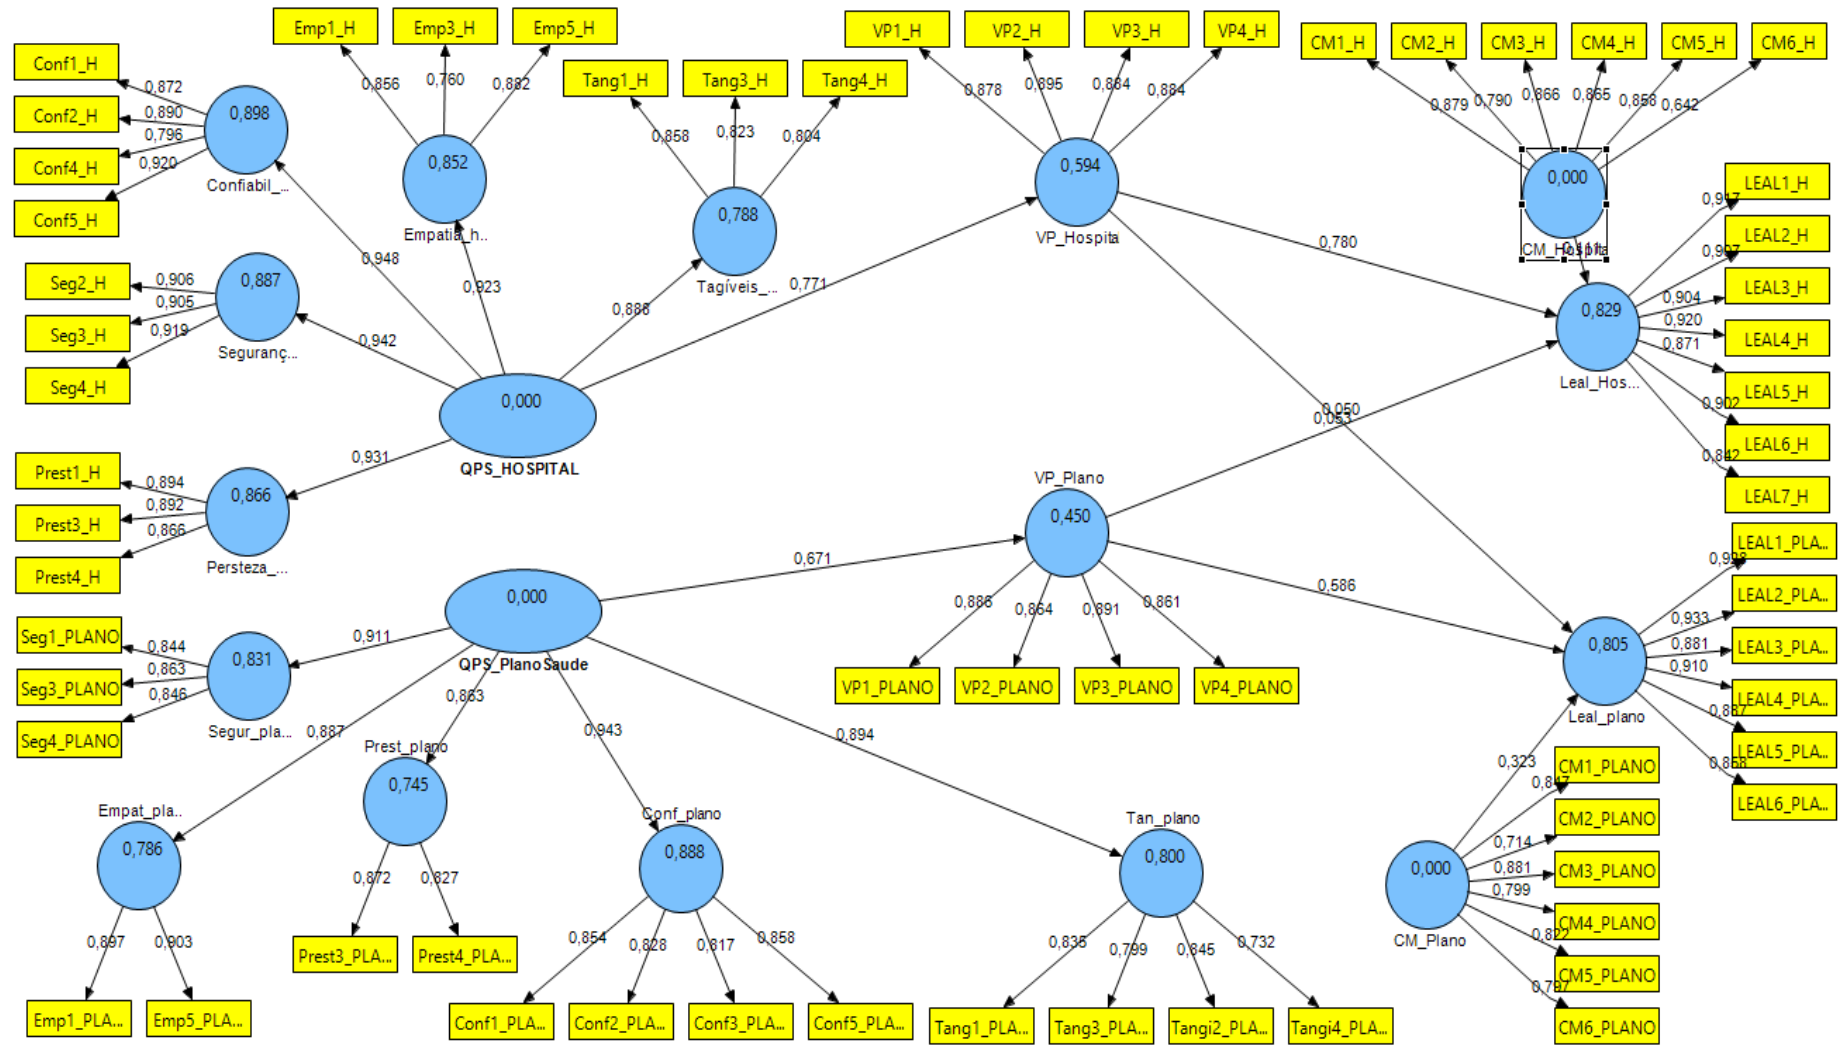 Emp1_H
Emp3_H
Emp5_H
0,856
0,760
0,882
0,852
Empatia_h..
Conf1_H
Conf2_H
Conf4_H
Conf5_H
0,872
0,890
0,796
0,920
0,898
Confiabil_...
Tang1_H
Tang3_H
Tang4_H
0,858
0,823
0,804
0,788
Tagíveis_...
VP1_H
VP2_H
VP3_H
VP4_H
0,878
0,895
0,884
0,884
0,594
VP_Hospita
CM1_H
CM2_H
CM3_H
CM4_H
CM5_H
CM6_H
0,879
0,790
0,866
0,865
0,858
0,642
0,000
CM_Hospita
0,111
Seg2_H
Seg3_H
Seg4_H
0,906
0,905
0,919
0,887
Seguranç...
0,948
0,923
0,888
0,771
0,942
0,931
0,000
QPS_HOSPITAL
0,780
0,050
0,053
LEAL1_H
LEAL2_H
LEAL3_H
LEAL4_H
LEAL5_H
LEAL6_H
LEAL7_H
0,917
0,907
0,904
0,920
0,871
0,902
0,842
0,829
Leal_Hos...
Prest1_H
Prest3_H
Prest4_H
0,894
0,892
0,866
0,866
Persteza_...
VP_Plano
0,450
0,671
0,586
0,886
0,864
0,891
0,861
VP1_PLANO
VP2_PLANO
VP3_PLANO
VP4_PLANO
0,000
QPS_PlanoSaude
0,911
0,887
0,863
0,943
0,894
Seg1_PLANO
Seg3_PLANO
Seg4_PLANO
0,844
0,863
0,846
0,831
Segur_pla...
LEAL1_PLA...
LEAL2_PLA...
LEAL3_PLA...
LEAL4_PLA...
LEAL5_PLA...
LEAL6_PLA...
0,933
0,881
0,910
0,858
0,805
Leal_plano
0,323
Empat_pla..
0,786
0,897
0,903
Emp1_PLA...
Emp5_PLA...
Prest_plano
0,745
0,872
0,827
Prest3_PLA...
Prest4_PLA...
Conf_plano
0,888
0,854
0,828
0,817
0,858
Conf1_PLA...
Conf2_PLA...
Conf3_PLA...
Conf5_PLA...
Tan_plano
0,800
0,835
0,799
0,845
0,732
Tang1_PLA...
Tang3_PLA...
Tangi2_PLA...
Tangi4_PLA...
CM1_PLANO
CM2_PLANO
CM3_PLANO
CM4_PLANO
CM5_PLANO
CM6_PLANO
0,847
0,714
0,881
0,799
0,822
0,797
0,000
CM_Plano